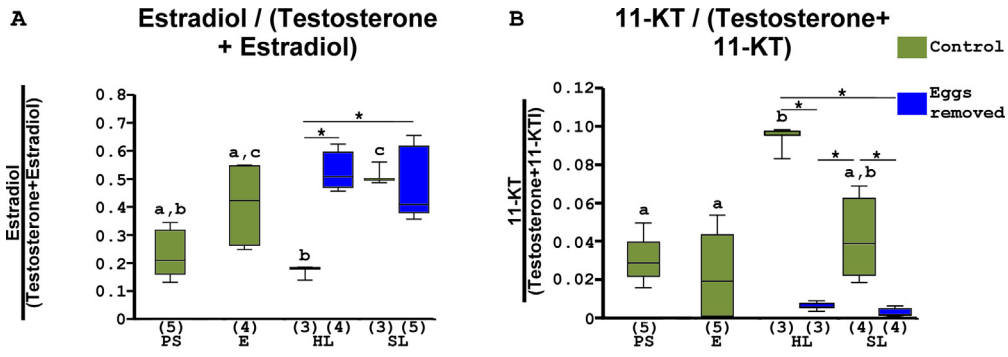 A
Estradiol / (Testosterone
+ Estradiol)
Estradiol
(Testosterone+Estradiol)
0.8
0.7
0.6
0.5
0.4
0.3
0.2
0.1
0
a,b
a,c
b
*
*
c
(5)
(4)
(3)
(4)
(3)
(5)
PS
E
HL
SL
B
11-KT / (Testosterone+
11-KT)
11-KT
(Testosterone+11-KTI)
0.12
0.10
0.08
0.06
0.04
0.02
0
a
a
b
*
*
*
*
a,b
(5)
(5)
(3)
(3)
(4)
(4)
PS
E
HL
SL
Control
Eggs
removed